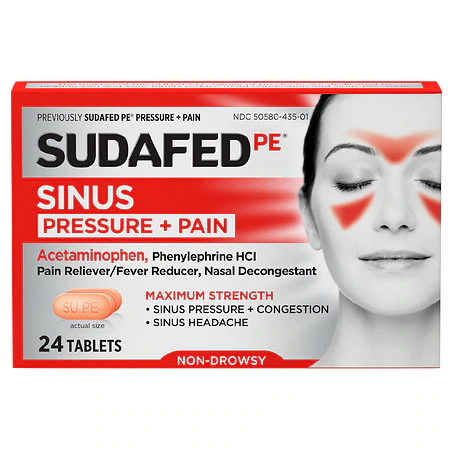 PREVIOUSLY SUDAFED PE® PRESSURE + PAIN
NDC 50580-435-01
SUDAFED PE®
SINUS
PRESSURE + PAIN
Acetaminophen, Phenylephrine HCl
Pain Reliever/Fever Reducer, Nasal Decongestant
MAXIMUM STRENGTH
• SINUS PRESSURE + CONGESTION
• SINUS HEADACHE
SU PE
actual size
24 TABLETS
NON-DROWSY